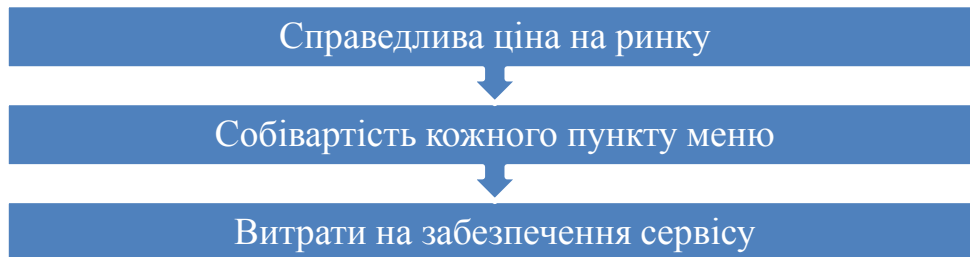 Справедлива ціна на ринку
Собівартість кожного пункту меню
Витрати на забезпечення сервісу